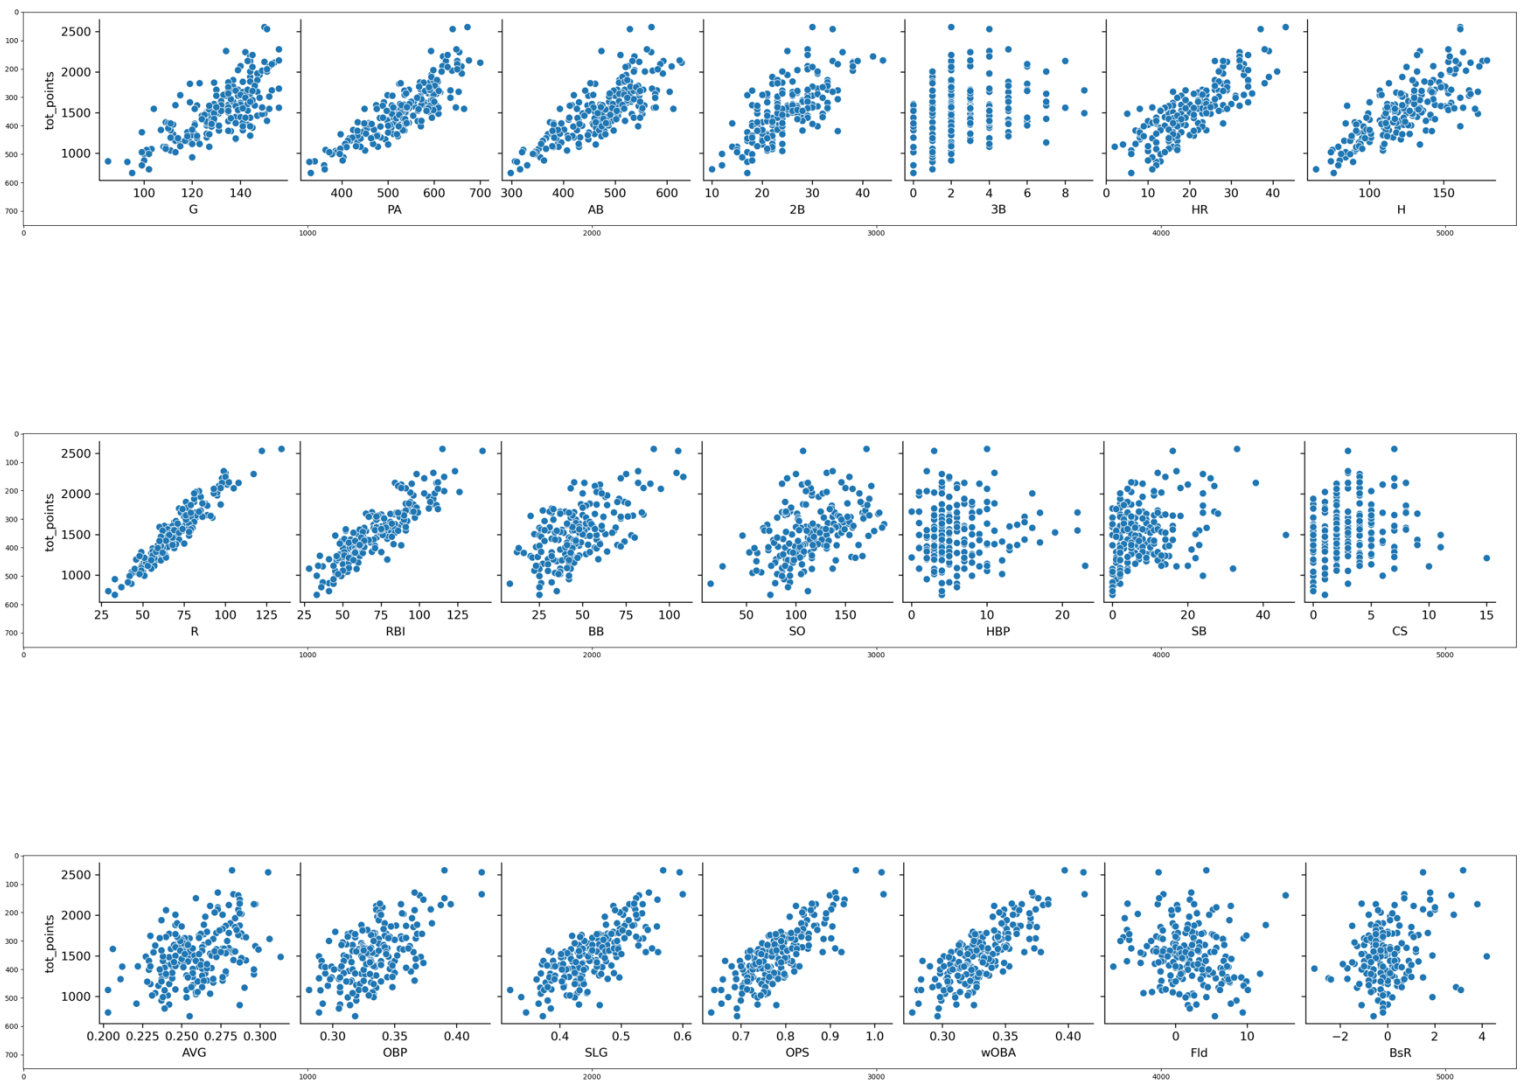 0
100
200
300
400
500
600
700
tot_points
2500
2000
1500
1000
100 120 140
400 500 600 700
300 400 500 600
10 20 30 40
0 2 4 6 8
0 10 20 30 40
100 150
G PA AB 2B 3B HR H
0 1000 2000 3000 4000 5000
0
100
200
300
400
500
600
700
tot_points
2500
2000
1500
1000
25 50 75 100 125
25 50 75 100 125
25 50 75 100
50 100 150
0 10 20
0 20 40
0 5 10 15
R RBI BB SO HBP SB CS
0 1000 2000 3000 4000 5000
0
100
200
300
400
500
600
700
tot_points
2500
2000
1500
1000
0.200 0.225 0.250 0.275 0.300
0.30 0.35 0.40
0.4 0.5 0.6
0.7 0.8 0.9 1.0
0.30 0.35 0.40
0 10
−2 0 2 4
AVG OBP SLG OPS wOBA Fld BsR
0 1000 2000 3000 4000 5000